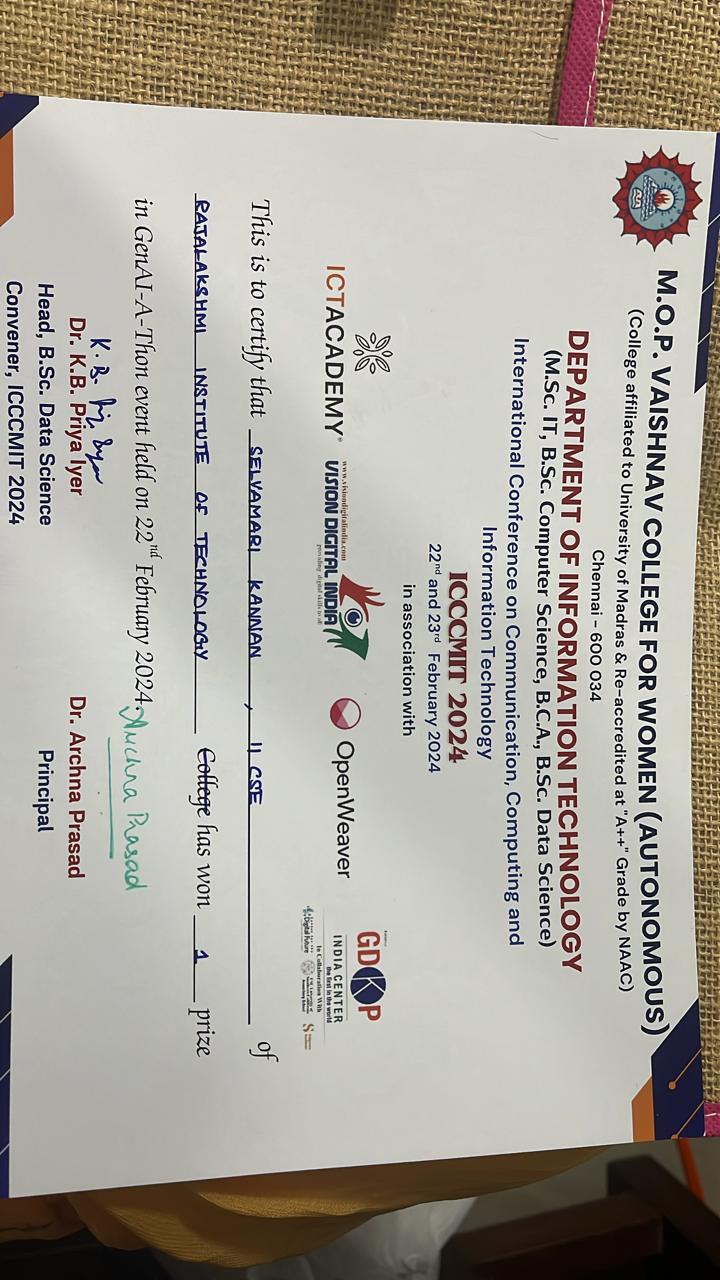 M.O.P. VAISHNAV COLLEGE FOR WOMEN (AUTONOMOUS)
(College affiliated to University of Madras & Re-accredited at "A++" Grade by NAAC)
Chennai – 600 034
DEPARTMENT OF INFORMATION TECHNOLOGY
(M.Sc. IT, B.Sc. Computer Science, B.C.A., B.Sc. Data Science)
International Conference on Communication, Computing and
Information Technology
ICCCMIT 2024
22nd and 23rd February 2024
in association with
ICTACADEMY®
www.visiondigitalindia.com
VISION DIGITAL INDIA
providing digital skills to all
OpenWeaver
GDKP
INDIA CENTER
the first in the world
In Collaboration With
Digital Future
This is to certify that SELVAMARI KANNAN, II CSE of
RAJALAKSHMI INSTITUTE OF TECHNOLOGY College has won 1 prize
in GenAI-A-Thon event held on 22nd February 2024.
K. B. Priya Iyer
Archna Prasad
Dr. K.B. Priya Iyer
Head, B.Sc. Data Science
Convener, ICCCMIT 2024
Dr. Archna Prasad
Principal